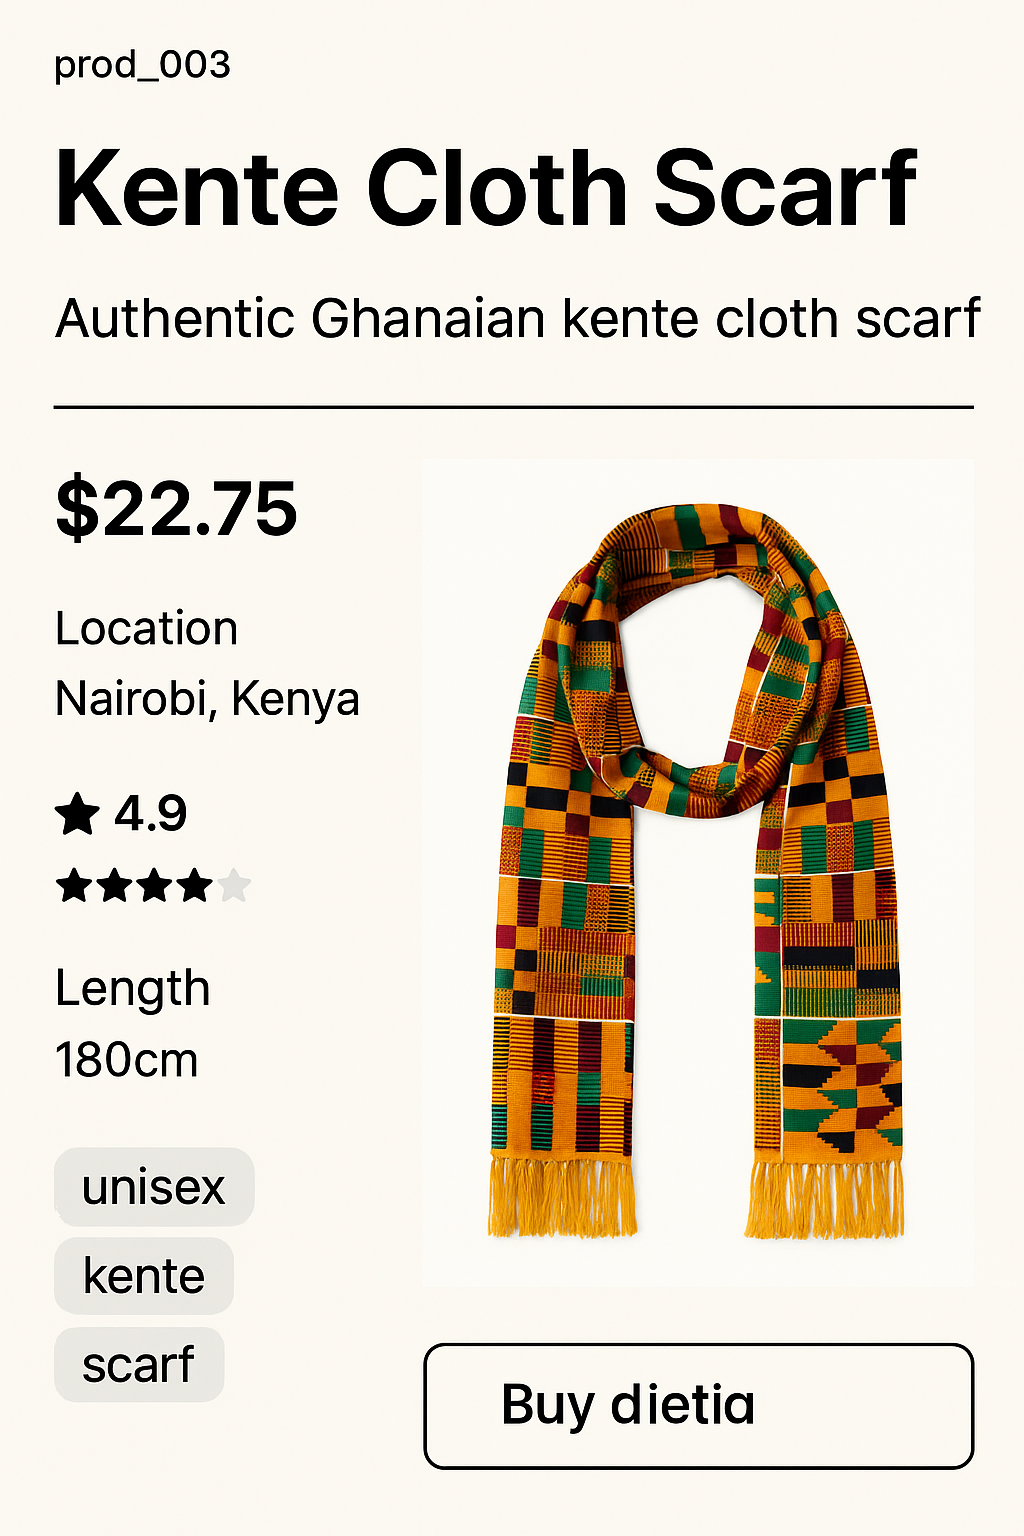 prod_003
Kente Cloth Scarf
Authentic Ghanaian kente cloth scarf
$22.75
Location
Nairobi, Kenya
4.9
Length
180cm
unisex
kente
scarf
Buy dietia